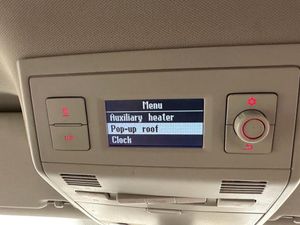 Menu
Auxiliary heater
Pop-up roof
Clock